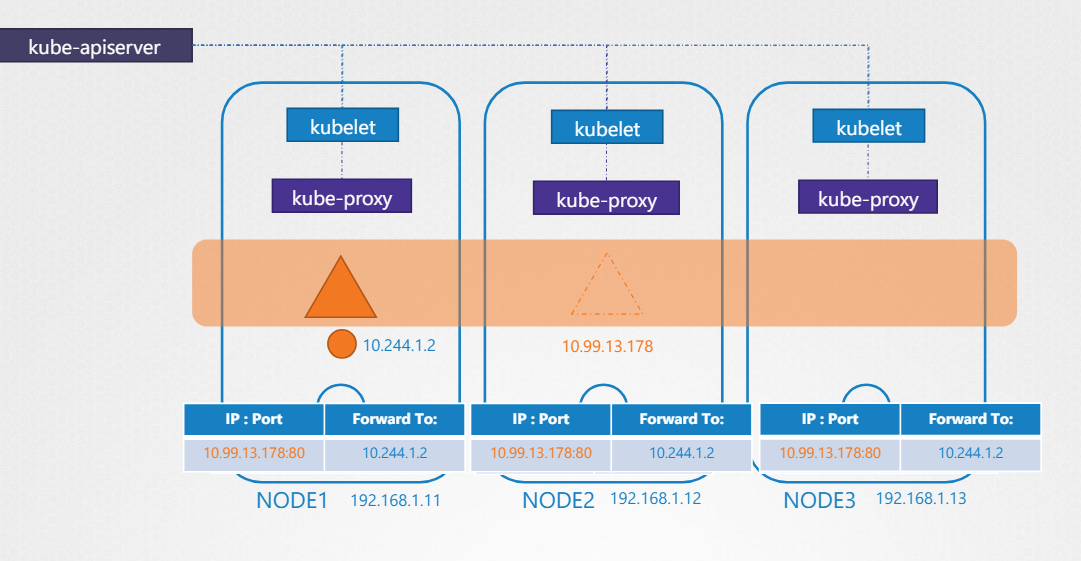 kube-apiserver
kubelet
kubelet
kubelet
kube-proxy
kube-proxy
kube-proxy
10.244.1.2
10.99.13.178
IP : Port Forward To: IP : Port Forward To: IP : Port Forward To:
10.99.13.178:80 10.244.1.2 10.99.13.178:80 10.244.1.2 10.99.13.178:80 10.244.1.2
NODE1 192.168.1.11
NODE2 192.168.1.12
NODE3 192.168.1.13